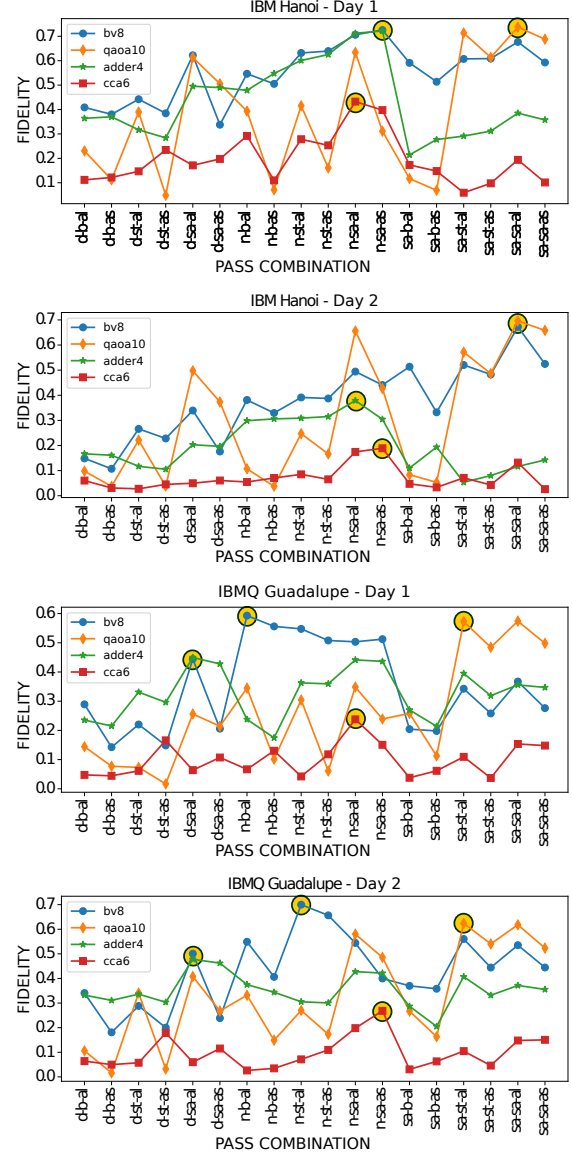 IBM Hanoi - Day 1
FIDELITY
0.7
0.6
0.5
0.4
0.3
0.2
0.1
bv8
qaoa10
adder4
cca6
d-b-al
d-b-as
d-st-al
d-st-as
d-sa-al
d-sa-as
n-b-al
n-b-as
n-st-al
n-st-as
n-sa-al
n-sa-as
sa-b-al
sa-b-as
sa-st-al
sa-st-as
sa-sa-al
sa-sa-as
PASS COMBINATION
IBM Hanoi - Day 2
FIDELITY
0.7
0.6
0.5
0.4
0.3
0.2
0.1
0.0
bv8
qaoa10
adder4
cca6
d-b-al
d-b-as
d-st-al
d-st-as
d-sa-al
d-sa-as
n-b-al
n-b-as
n-st-al
n-st-as
n-sa-al
n-sa-as
sa-b-al
sa-b-as
sa-st-al
sa-st-as
sa-sa-al
sa-sa-as
PASS COMBINATION
IBMQ Guadalupe - Day 1
FIDELITY
0.6
0.5
0.4
0.3
0.2
0.1
0.0
bv8
qaoa10
adder4
cca6
d-b-al
d-b-as
d-st-al
d-st-as
d-sa-al
d-sa-as
n-b-al
n-b-as
n-st-al
n-st-as
n-sa-al
n-sa-as
sa-b-al
sa-b-as
sa-st-al
sa-st-as
sa-sa-al
sa-sa-as
PASS COMBINATION
IBMQ Guadalupe - Day 2
FIDELITY
0.7
0.6
0.5
0.4
0.3
0.2
0.1
0.0
bv8
qaoa10
adder4
cca6
d-b-al
d-b-as
d-st-al
d-st-as
d-sa-al
d-sa-as
n-b-al
n-b-as
n-st-al
n-st-as
n-sa-al
n-sa-as
sa-b-al
sa-b-as
sa-st-al
sa-st-as
sa-sa-al
sa-sa-as
PASS COMBINATION